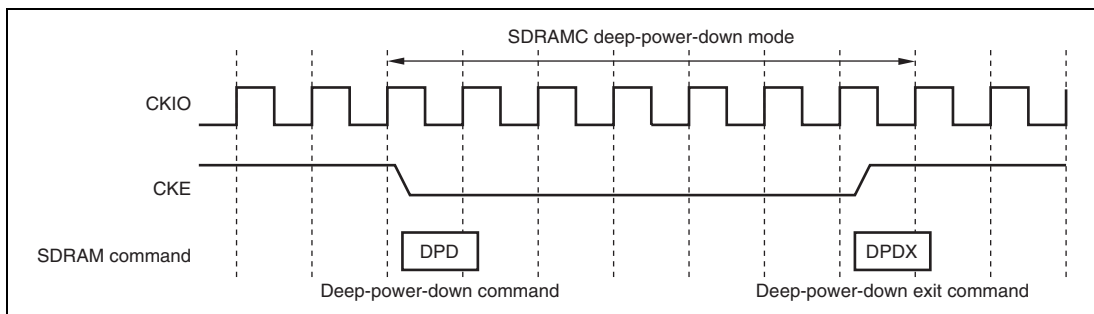 SDRAMC deep-power-down mode
CKIO
CKE
SDRAM command
DPD
DPDX
Deep-power-down command
Deep-power-down exit command